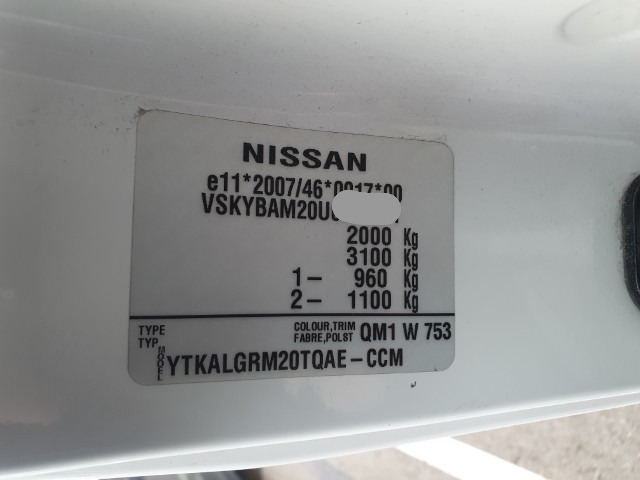 NISSAN
e11*2007/46*0017*00
VSKYBAM20U
2000 Kg
3100 Kg
1- 960 Kg
2- 1100 Kg
TYPE COLOUR,TRIM QM1 W 753
TYP FABRE,POLST
MODEL YTKALGRM20TQAE-CCM